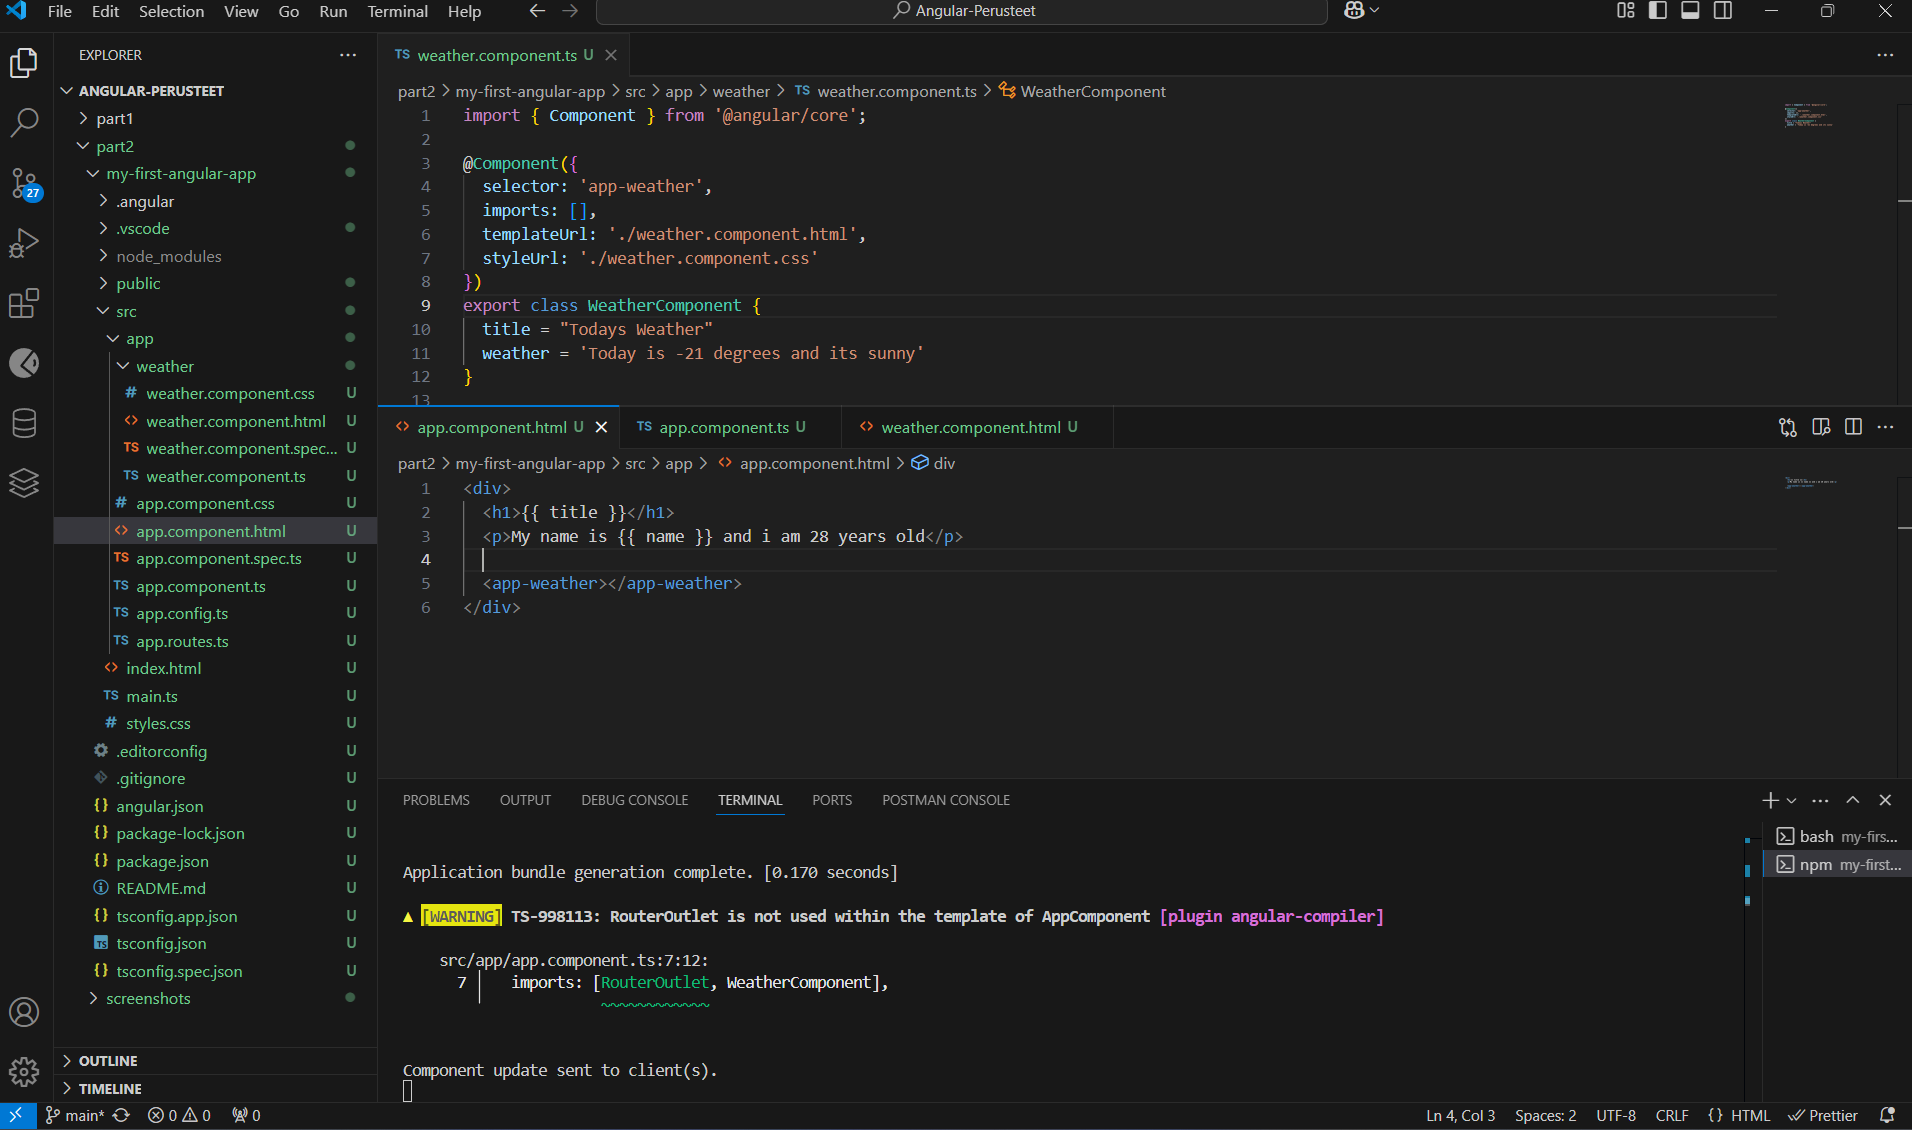 File Edit Selection View Go Run Terminal Help
Angular-Perusteet
EXPLORER
ANGULAR-PERUSTEET
part1
part2
my-first-angular-app
.angular
.vscode
node_modules
public
src
app
weather
# weather.component.css U
<> weather.component.html U
TS weather.component.spec... U
TS weather.component.ts U
# app.component.css U
<> app.component.html U
TS app.component.spec.ts U
TS app.component.ts U
TS app.config.ts U
TS app.routes.ts U
<> index.html U
TS main.ts U
# styles.css U
.editorconfig U
.gitignore U
{} angular.json U
{} package-lock.json U
{} package.json U
README.md U
{} tsconfig.app.json U
TS tsconfig.json U
{} tsconfig.spec.json U
screenshots
OUTLINE
TIMELINE
27
TS weather.component.ts U
part2 > my-first-angular-app > src > app > weather > TS weather.component.ts > WeatherComponent
1 import { Component } from '@angular/core';
2
3 @Component({
4 selector: 'app-weather',
5 imports: [],
6 templateUrl: './weather.component.html',
7 styleUrl: './weather.component.css'
8 })
9 export class WeatherComponent {
10 title = "Todays Weather"
11 weather = 'Today is -21 degrees and its sunny'
12 }
13
<> app.component.html U TS app.component.ts U <> weather.component.html U
part2 > my-first-angular-app > src > app > <> app.component.html > div
1 <div>
2 <h1>{{ title }}</h1>
3 <p>My name is {{ name }} and i am 28 years old</p>
4
5 <app-weather></app-weather>
6 </div>
PROBLEMS OUTPUT DEBUG CONSOLE TERMINAL PORTS POSTMAN CONSOLE
bash my-firs...
npm my-first...
Application bundle generation complete. [0.170 seconds]
▲ [WARNING] TS-998113: RouterOutlet is not used within the template of AppComponent [plugin angular-compiler]
src/app/app.component.ts:7:12:
7 │ imports: [RouterOutlet, WeatherComponent],
~~~~~~~~~~~~
Component update sent to client(s).
main* 0 0 0 Ln 4, Col 3 Spaces: 2 UTF-8 CRLF {} HTML Prettier